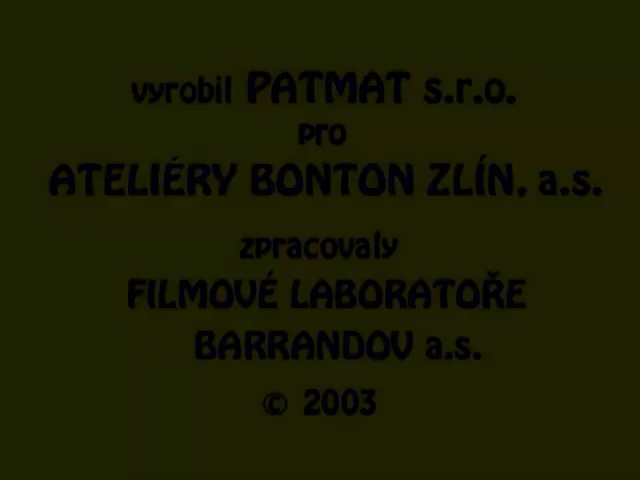 vyrobil PATMAT s.r.o.
pro
ATELIÉRY BONTON ZLÍN, a.s.
zpracovaly
FILMOVÉ LABORATOŘE
BARRANDOV a.s.
© 2003